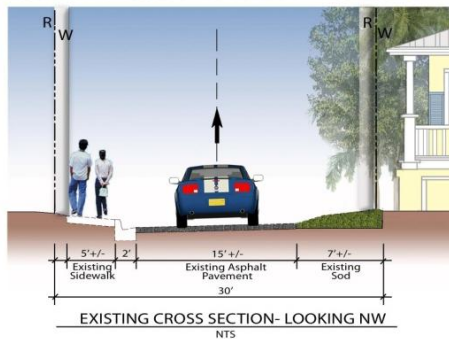 R R
W W
5'+/- 2' 15'+/- 7'+/-
Existing Existing Asphalt Existing
Sidewalk Pavement Sod
30'
EXISTING CROSS SECTION- LOOKING NW
NTS